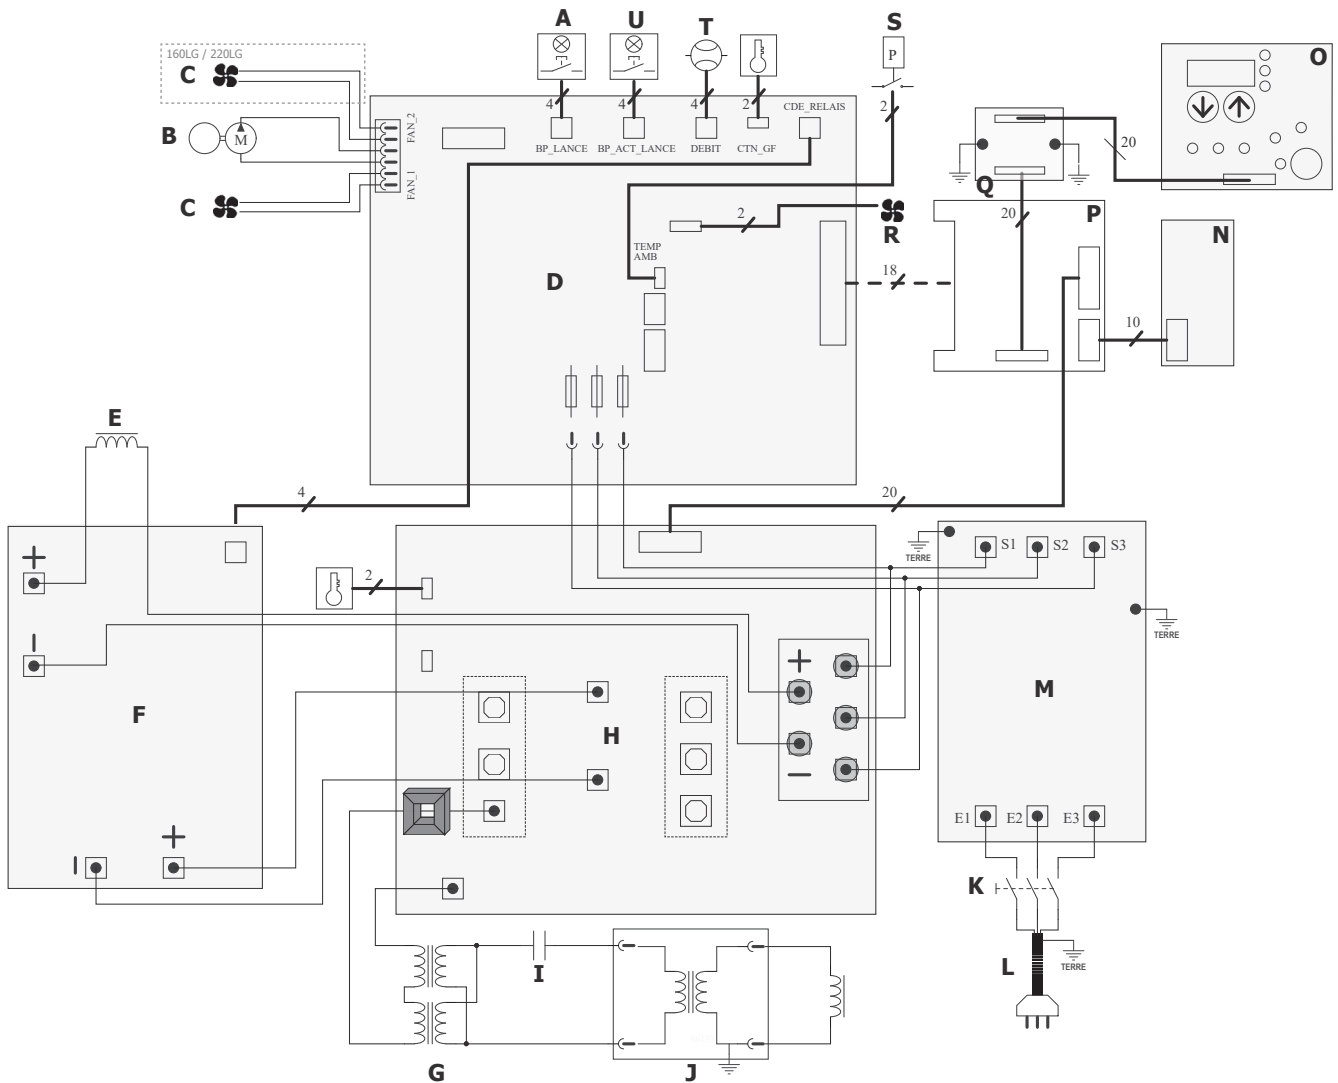 A
U
T
S
O
160LG / 220LG
C
P
4
4
4
2
2
CDE_RELAIS
FAN_2
B
M
BP_LANCE
BP_ACT_LANCE
DEBIT
CTN_GF
20
C
FAN_1
Q
2
R
20
P
N
TEMP
AMB
D
18
10
E
4
20
TERRE
S1
S2
S3
+
2
TERRE
-
+
M
F
H
-
+
-
E1
E2
E3
K
I
L
TERRE
G
J